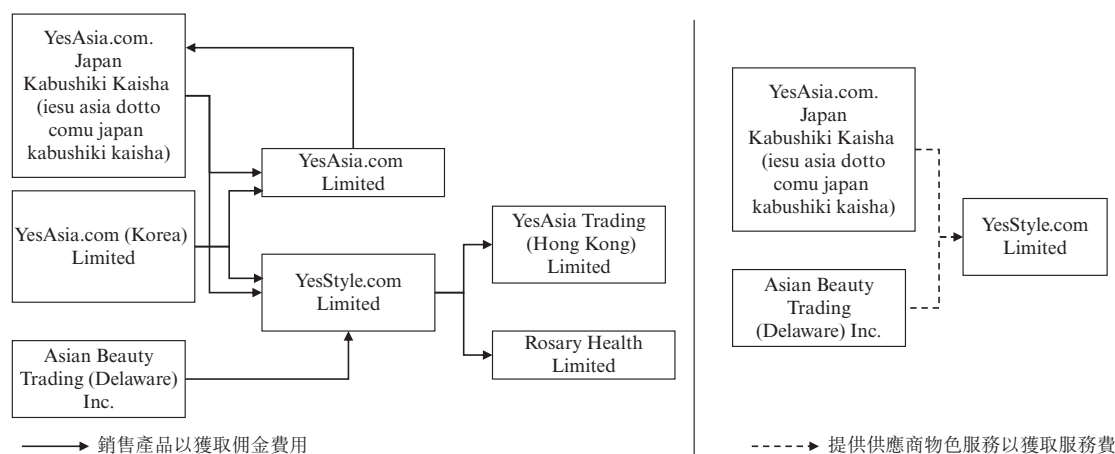 YesAsia.com.
Japan
Kabushiki Kaisha
(iesu asia dotto
comu japan
kabushiki kaisha)
YesAsia.com
Limited
YesAsia.com (Korea)
Limited
YesAsia Trading
(Hong Kong)
Limited
YesStyle.com
Limited
Rosary Health
Limited
Asian Beauty
Trading (Delaware)
Inc.
銷售產品以獲取佣金費用
YesAsia.com.
Japan
Kabushiki Kaisha
(iesu asia dotto
comu japan
kabushiki kaisha)
YesStyle.com
Limited
Asian Beauty
Trading
(Delaware) Inc.
提供供應商物色服務以獲取服務費